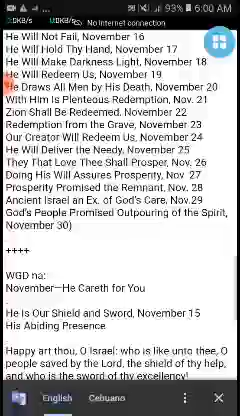 0.0KB/s
0.0KB/s
No Internet connection
93%
6:00 AM
He Will Not Fail, November 16
He Will Hold Thy Hand, November 17
He Will Make Darkness Light, November 18
He Will Redeem Us, November 19
He Draws All Men by His Death, November 20
With Him Is Plenteous Redemption, Nov. 21
Zion Shall Be Redeemed. November 22
Redemption from the Grave, November 23
Our Creator Will Redeem Us, November 24
He Will Deliver the Needy, November 25
They That Love Thee Shall Prosper, Nov. 26
Doing His Will Assures Prosperity, Nov 27
Prosperity Promised the Remnant, Nov. 28
Ancient Israel an Ex. of God's Care, Nov.29
God's People Promised Outpouring of the Spirit,
November 30)
++++
WGD na:
November—He Careth for You
He Is Our Shield and Sword, November 15
His Abiding Presence
Happy art thou, O Israel: who is like unto thee, O
people saved by the Lord, the shield of thy help,
and who is the sword of thy excellency!
English
Cebuano